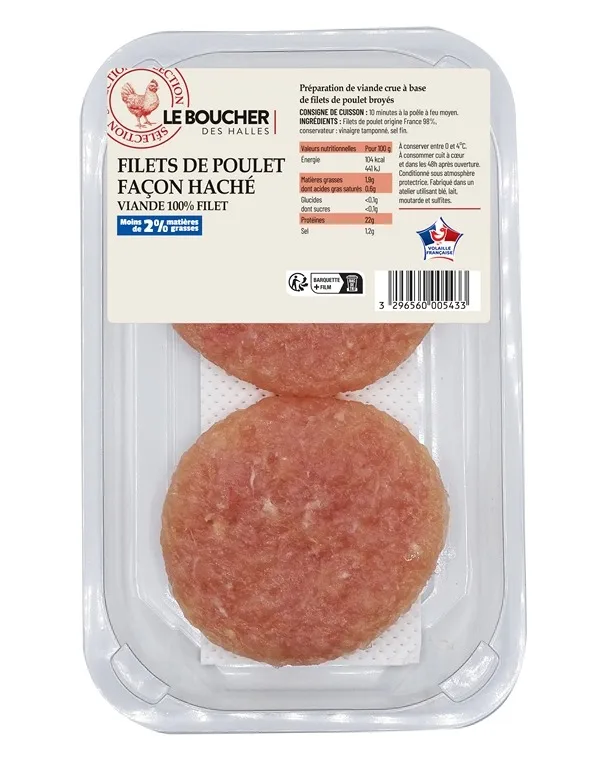 SÉLECTION SÉLECTION
LE BOUCHER
DES HALLES
FILETS DE POULET
FAÇON HACHÉ
VIANDE 100% FILET
Moins de 2% matières grasses
Préparation de viande crue à base
de filets de poulet broyés
CONSIGNE DE CUISSON : 10 minutes à la poêle à feu moyen.
INGRÉDIENTS : Filets de poulet origine France 98%,
conservateur : vinaigre tamponné, sel fin.
Valeurs nutritionnelles Pour 100 g
Énergie 104 kcal
441 kJ
Matières grasses 1,9g
dont acides gras saturés 0,6g
Glucides <0,1g
dont sucres <0,1g
Protéines 22g
Sel 1,2g
À conserver entre 0 et 4°C.
À consommer cuit à cœur
et dans les 48h après ouverture.
Conditionné sous atmosphère
protectrice. Fabriqué dans un
atelier utilisant blé, lait,
moutarde et sulfites.
VOLAILLE
FRANÇAISE
BARQUETTE
+ FILM
3 296560 005433